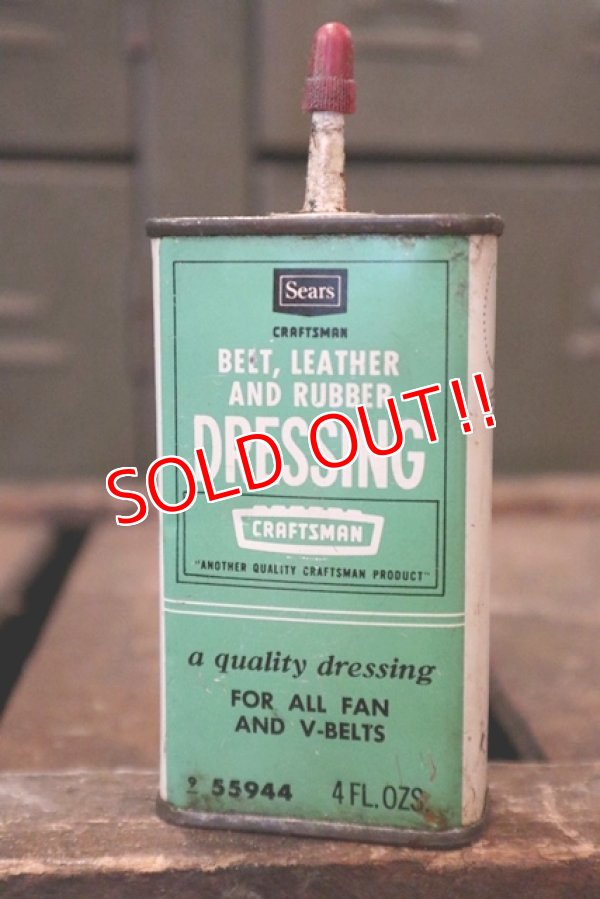 Sears
CRAFTSMAN
BELT, LEATHER
AND RUBBER
DRESSING
SOLD OUT!!
CRAFTSMAN
"ANOTHER QUALITY CRAFTSMAN PRODUCT"
a quality dressing
FOR ALL FAN
AND V-BELTS
9 55944 4 FL. OZS.